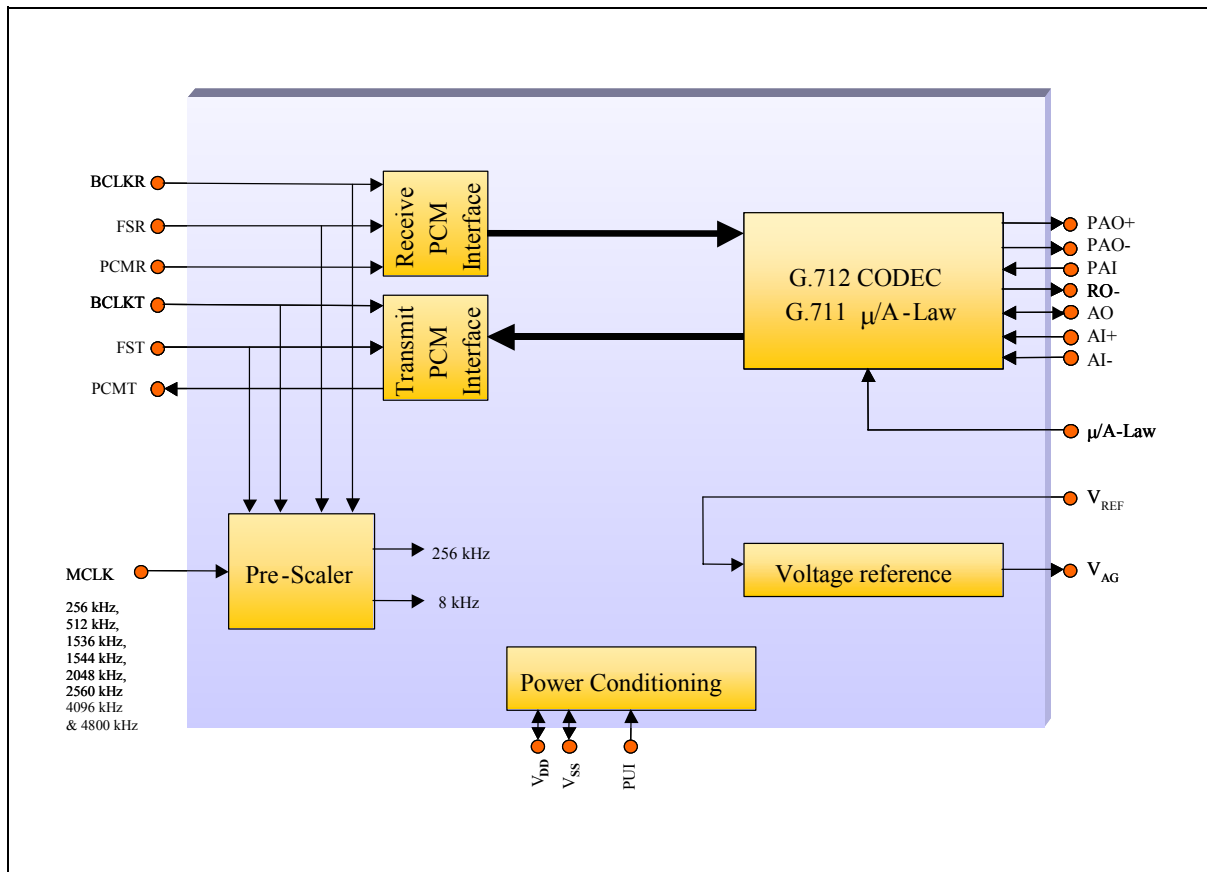 BCLKR
FSR
PCMR
BCLKT
FST
PCMT
Receive
PCM
Interface
Transmit
PCM
Interface
G.712 CODEC
G.711 μ/A-Law
PAO+
PAO-
PAI
RO-
AO
AI+
AI-
μ/A-Law
VREF
VAG
Voltage reference
MCLK
256 kHz,
512 kHz,
1536 kHz,
1544 kHz,
2048 kHz,
2560 kHz
4096 kHz
& 4800 kHz
Pre-Scaler
256 kHz
8 kHz
Power Conditioning
VDD
VSS
PUI